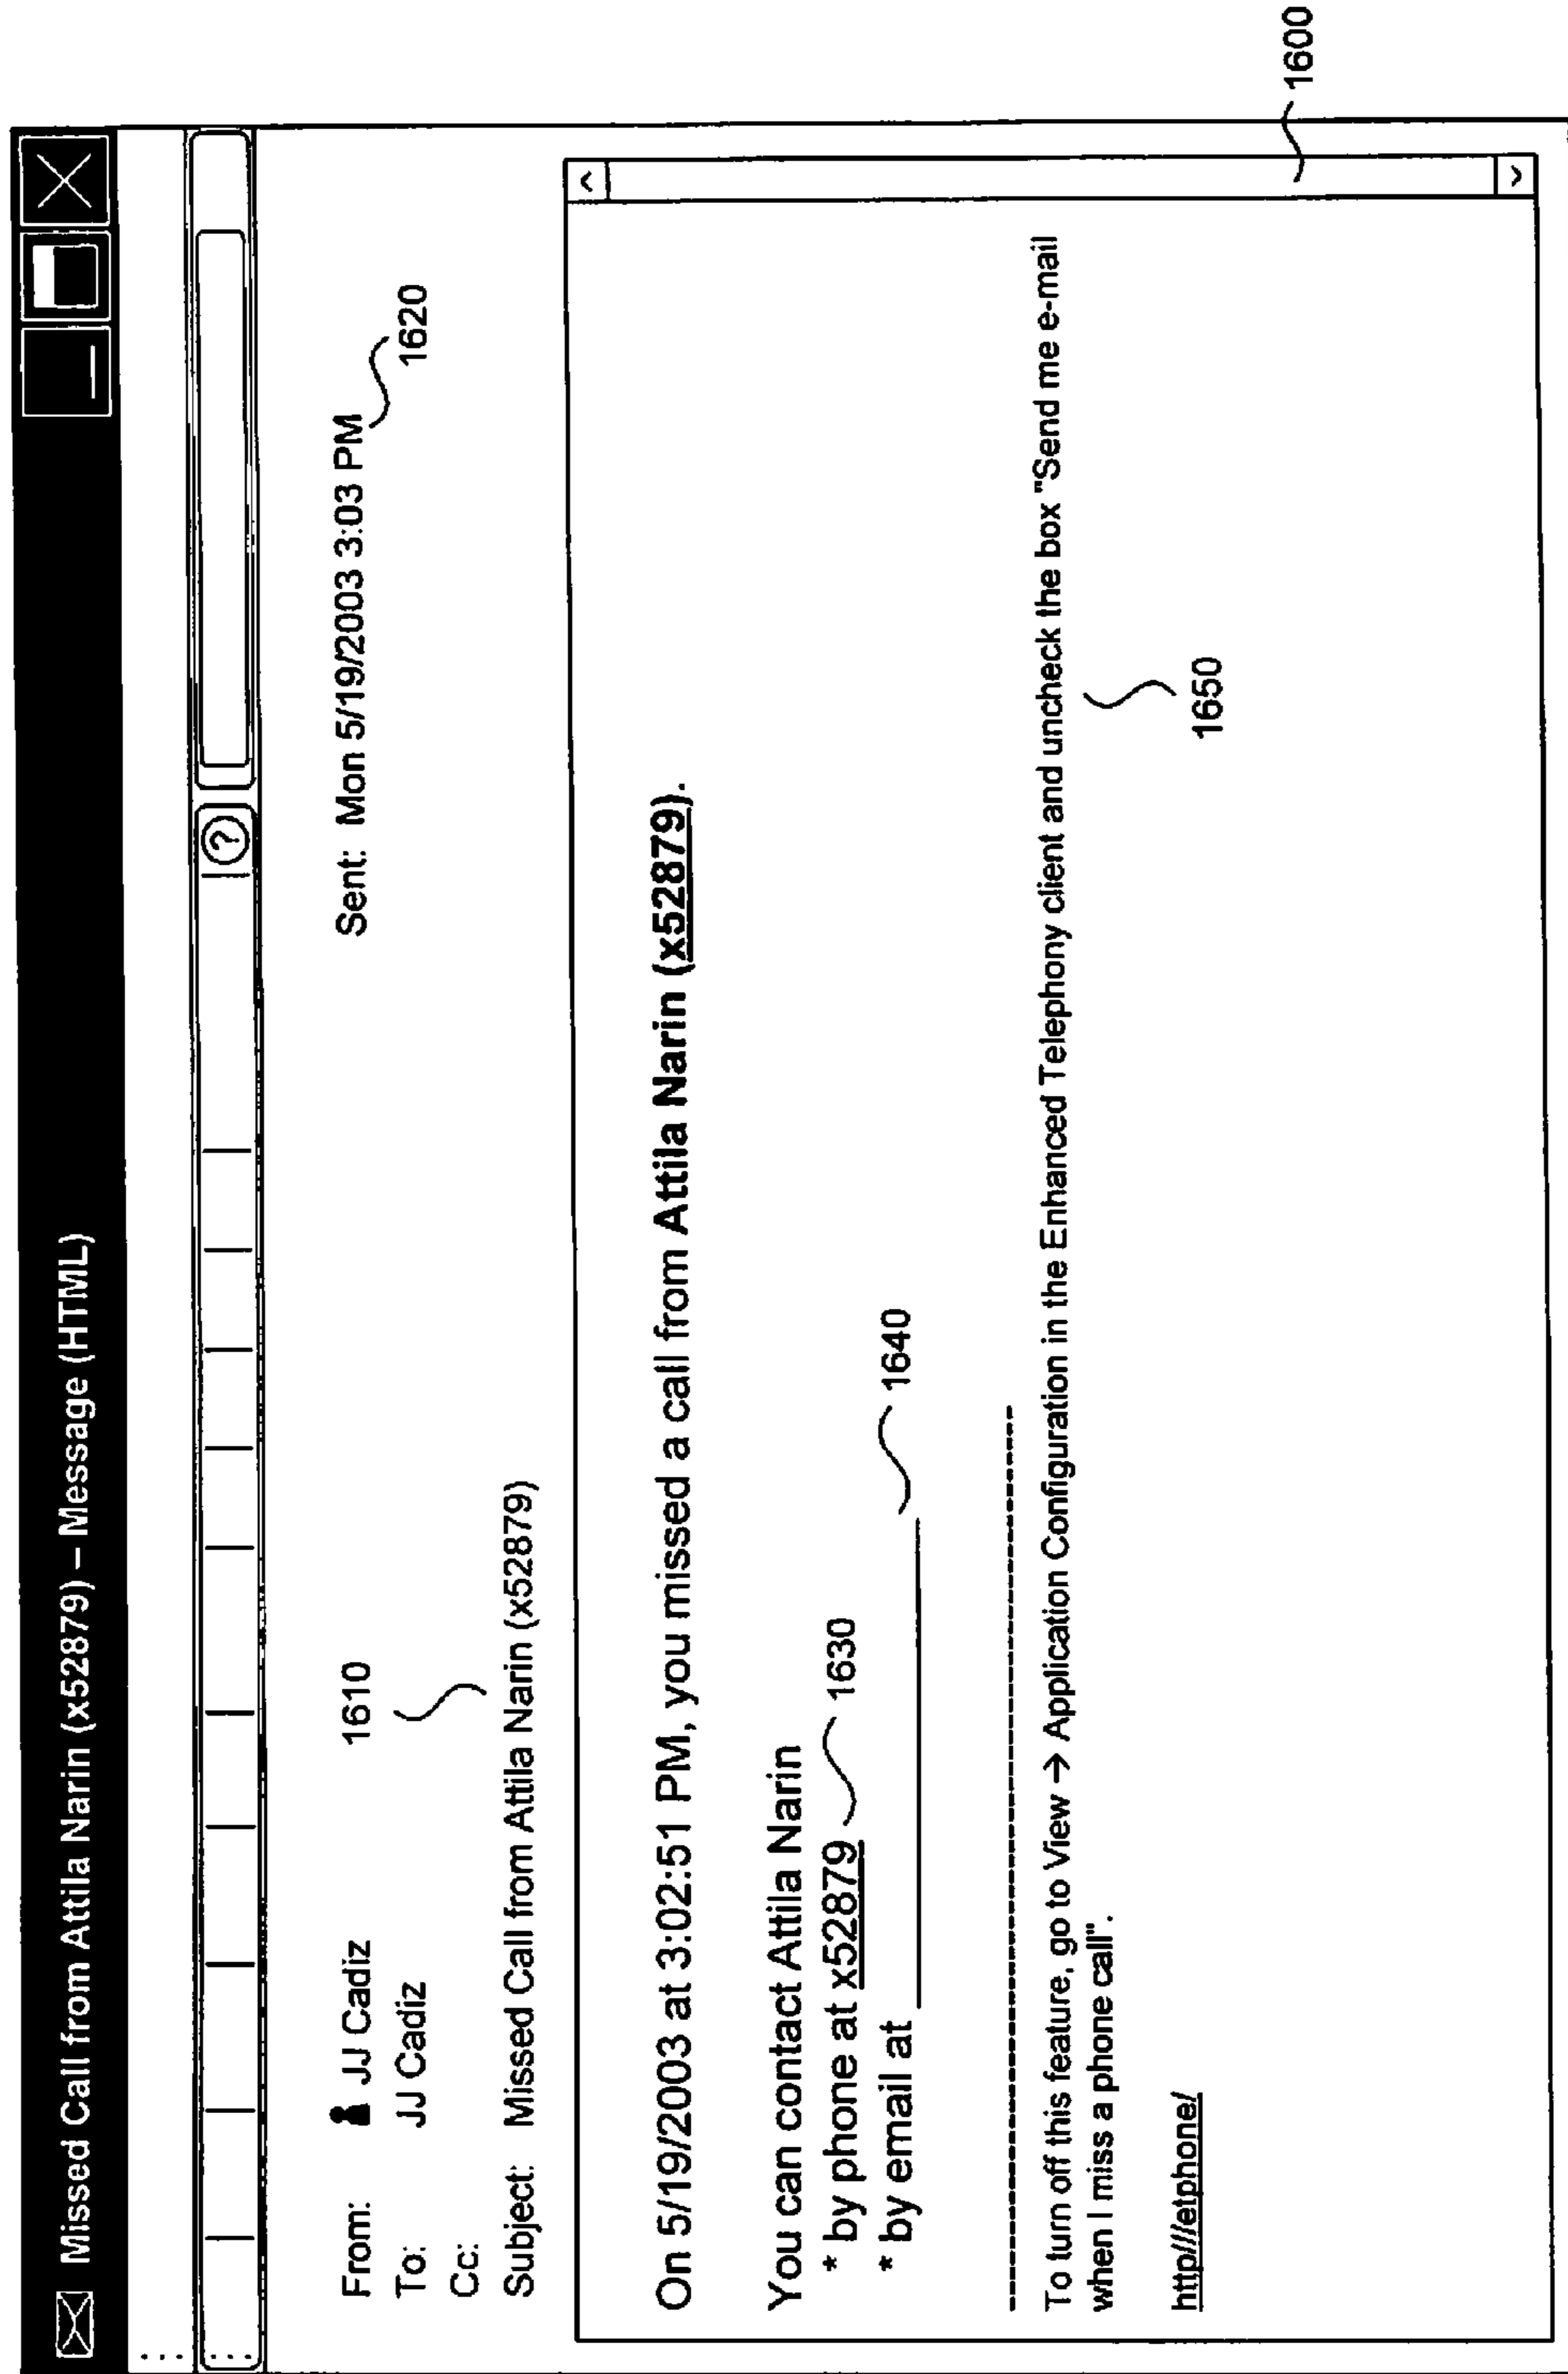 Missed Call from Attila Narin (x52879) – Message (HTML)
?
From: JJ Cadiz 1610
Sent: Mon 5/19/2003 3:03 PM
1620
To: JJ Cadiz
Cc:
Subject: Missed Call from Attila Narin (x52879)
On 5/19/2003 at 3:02:51 PM, you missed a call from Attila Narin (x52879).
You can contact Attila Narin
* by phone at x52879 1630
* by email at 1640
To turn off this feature, go to View → Application Configuration in the Enhanced Telephony client and uncheck the box "Send me e-mail
when I miss a phone call".
1650
http///etphone/
1600